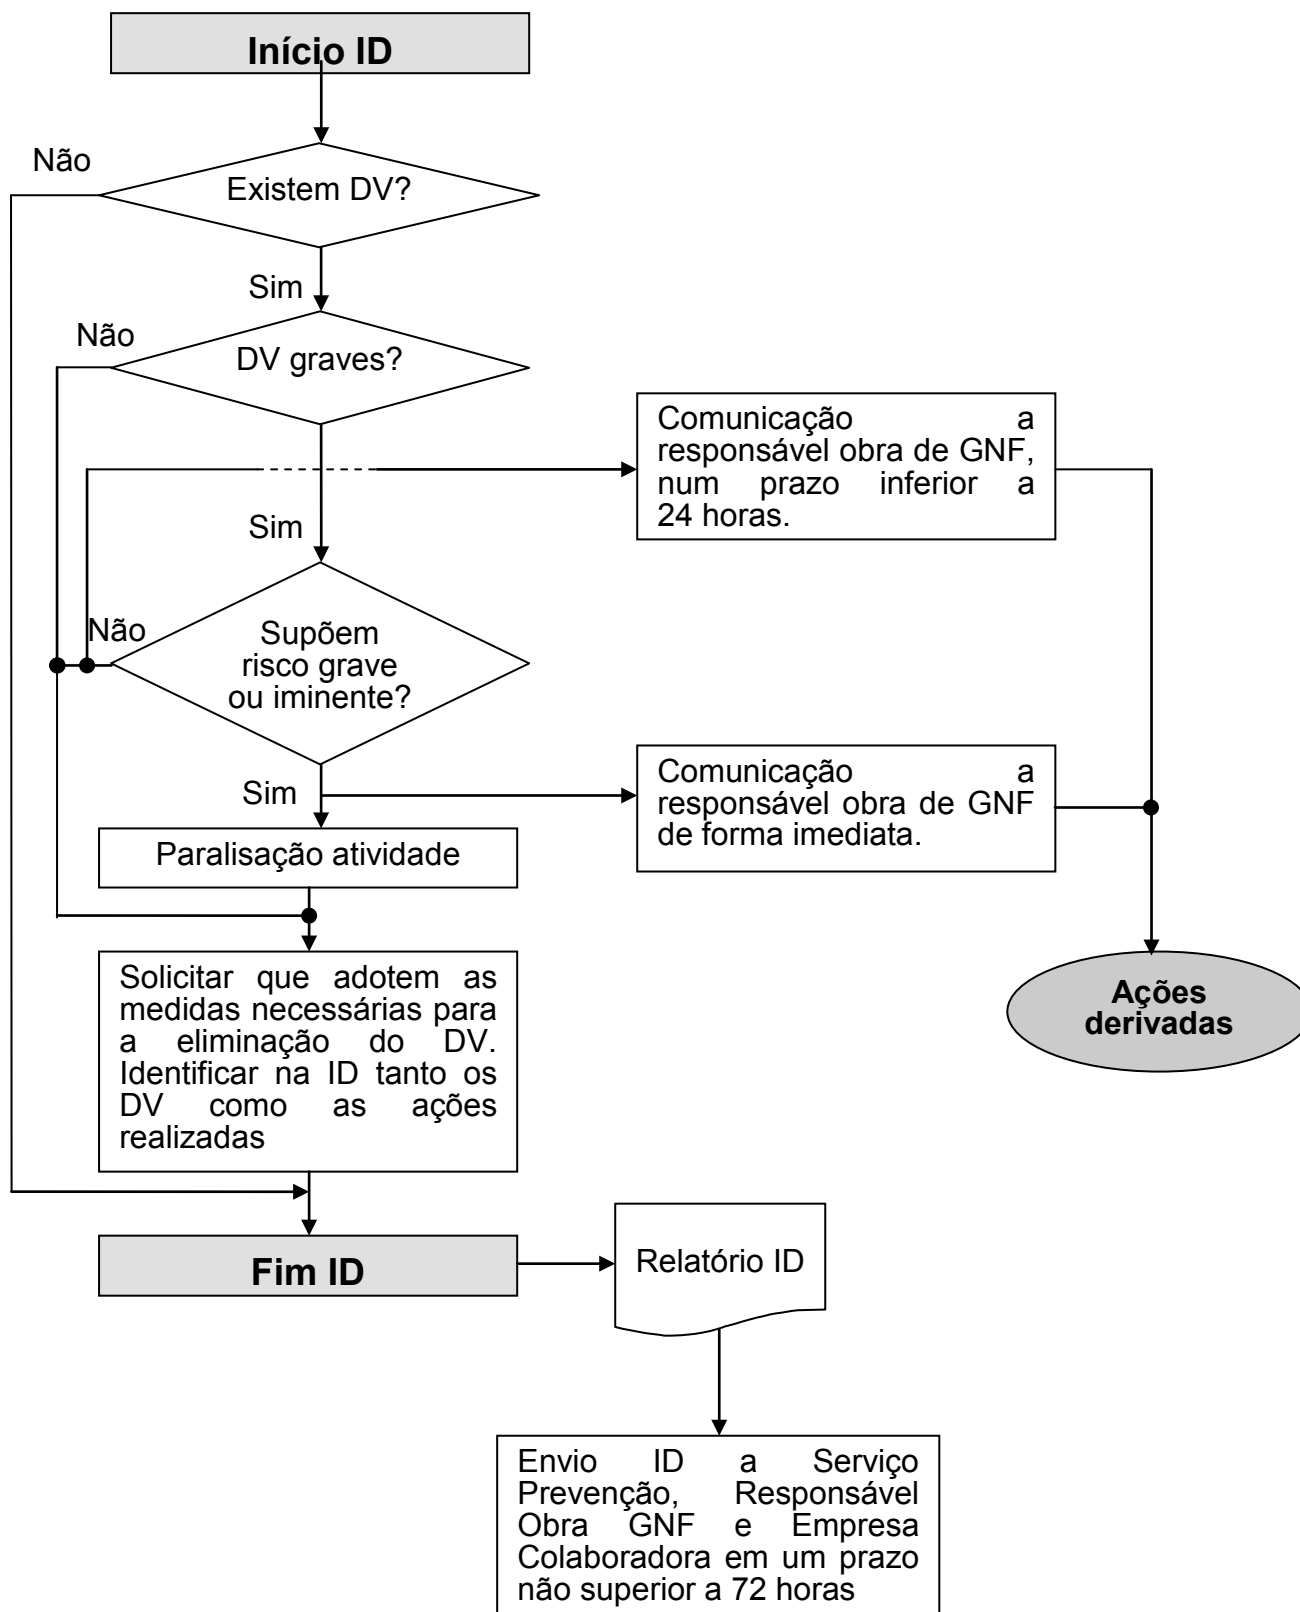 Início ID
Não
Existem DV?
Sim
Não
DV graves?
Comunicação a
responsável obra de GNF,
num prazo inferior a
24 horas.
Sim
Não
Supõem
risco grave
ou iminente?
Comunicação a
responsável obra de GNF
de forma imediata.
Sim
Paralisação atividade
Solicitar que adotem as
medidas necessárias para
a eliminação do DV.
Identificar na ID tanto os
DV como as ações
realizadas
Ações
derivadas
Fim ID
Relatório ID
Envio ID a Serviço
Prevenção, Responsável
Obra GNF e Empresa
Colaboradora em um prazo
não superior a 72 horas